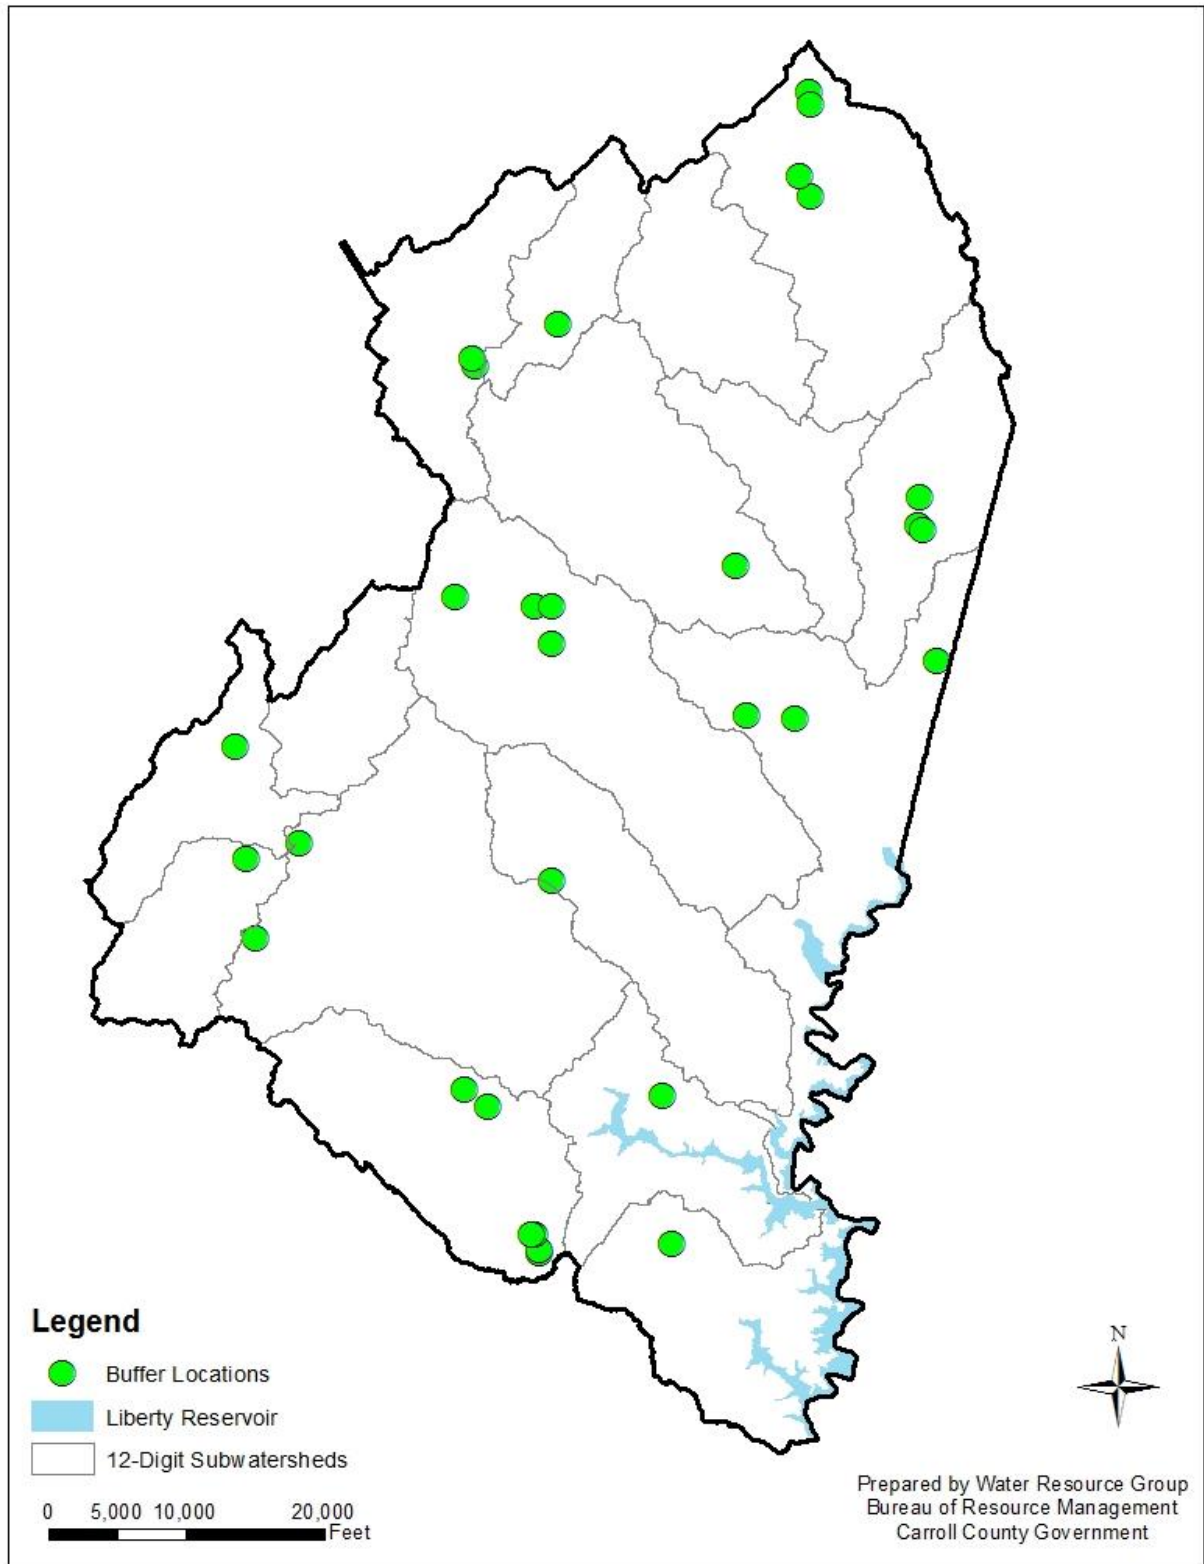 N
Legend
Buffer Locations
Liberty Reservoir
12-Digit Subwatersheds
0 5,000 10,000 20,000
Feet
Prepared by Water Resource Group
Bureau of Resource Management
Carroll County Government